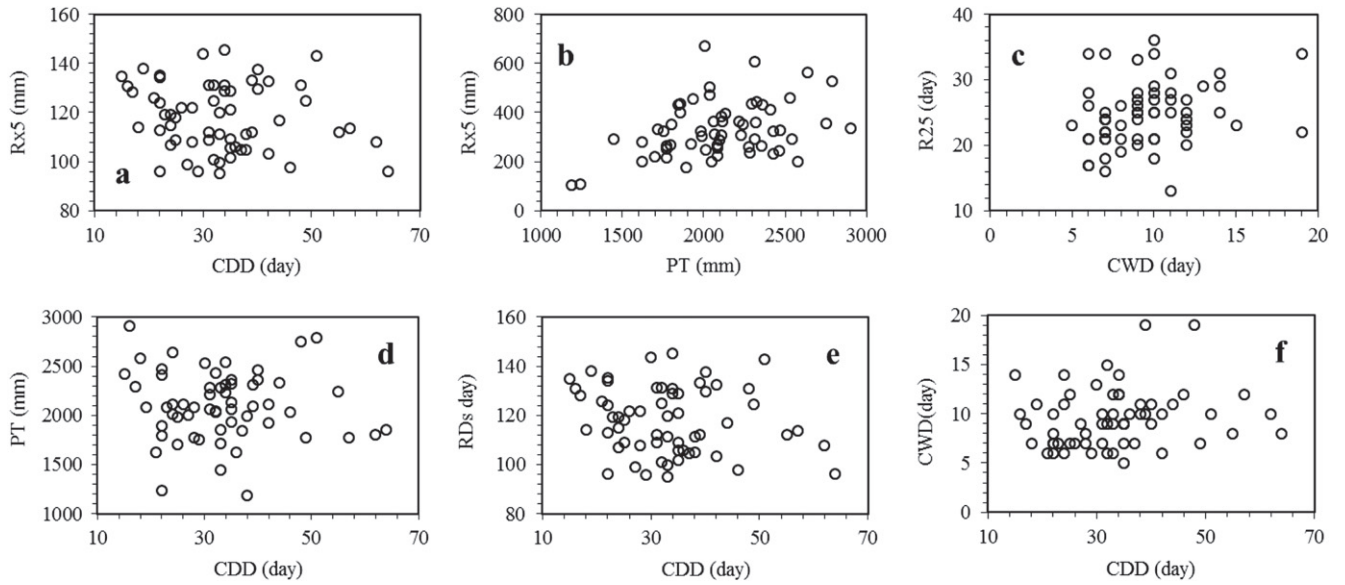 160
140
120
100
80
Rx5 (mm)
a
10 30 50 70
CDD (day)
800
600
400
200
0
Rx5 (mm)
b
1000 1500 2000 2500 3000
PT (mm)
40
30
20
10
R25 (day)
c
0 5 10 15 20
CWD (day)
3000
2500
2000
1500
1000
PT (mm)
d
10 30 50 70
CDD (day)
160
140
120
100
80
RDs day)
e
10 30 50 70
CDD (day)
20
15
10
5
0
CWD(day)
f
10 30 50 70
CDD (day)